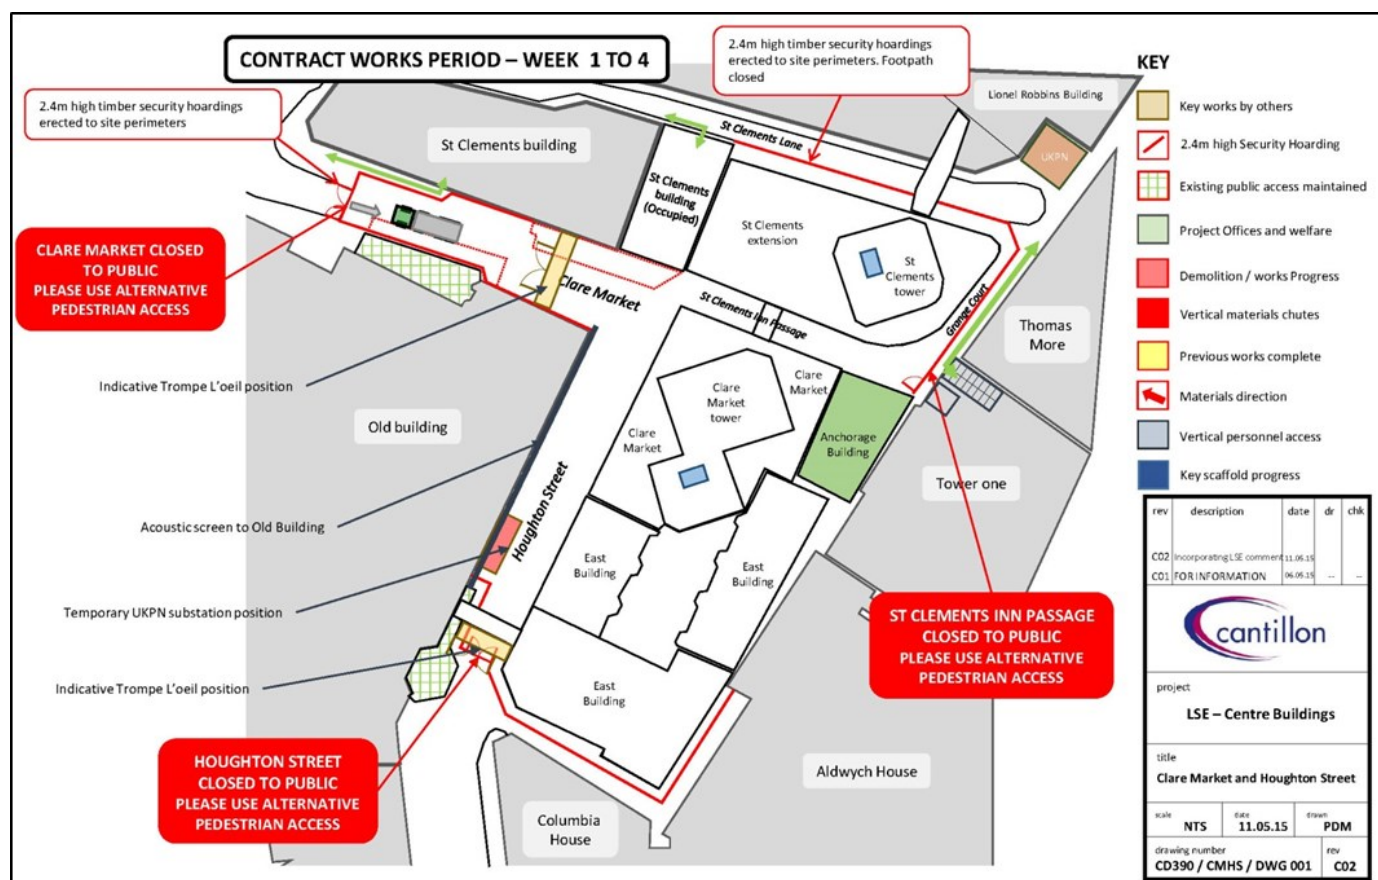 CONTRACT WORKS PERIOD – WEEK 1 TO 4
2.4m high timber security hoardings
erected to site perimeters. Footpath
closed
2.4m high timber security hoardings
erected to site perimeters
Lionel Robbins Building
UKPN
St Clements Lane
St Clements building
St Clements
building
(Occupied)
St Clements
extension
St
Clements
tower
CLARE MARKET CLOSED
TO PUBLIC
PLEASE USE ALTERNATIVE
PEDESTRIAN ACCESS
Clare Market
St Clements Inn Passage
Grange Court
Thomas
More
Indicative Trompe L'oeil position
Clare
Market
tower
Clare
Market
Clare
Market
Anchorage
Building
Old building
Tower one
Houghton Street
Acoustic screen to Old Building
East
Building
East
Building
East
Building
Temporary UKPN substation position
ST CLEMENTS INN PASSAGE
CLOSED TO PUBLIC
PLEASE USE ALTERNATIVE
PEDESTRIAN ACCESS
Indicative Trompe L'oeil position
HOUGHTON STREET
CLOSED TO PUBLIC
PLEASE USE ALTERNATIVE
PEDESTRIAN ACCESS
Aldwych House
Columbia
House
KEY
Key works by others
2.4m high Security Hoarding
Existing public access maintained
Project Offices and welfare
Demolition / works Progress
Vertical materials chutes
Previous works complete
Materials direction
Vertical personnel access
Key scaffold progress
rev description date dr chk
C02 Incorporating LSE comment 11.05.15
C01 FOR INFORMATION 06.05.15 -- --
cantillon
project
LSE – Centre Buildings
title
Clare Market and Houghton Street
scale date drawn
NTS 11.05.15 PDM
drawing number rev
CD390 / CMHS / DWG 001 C02